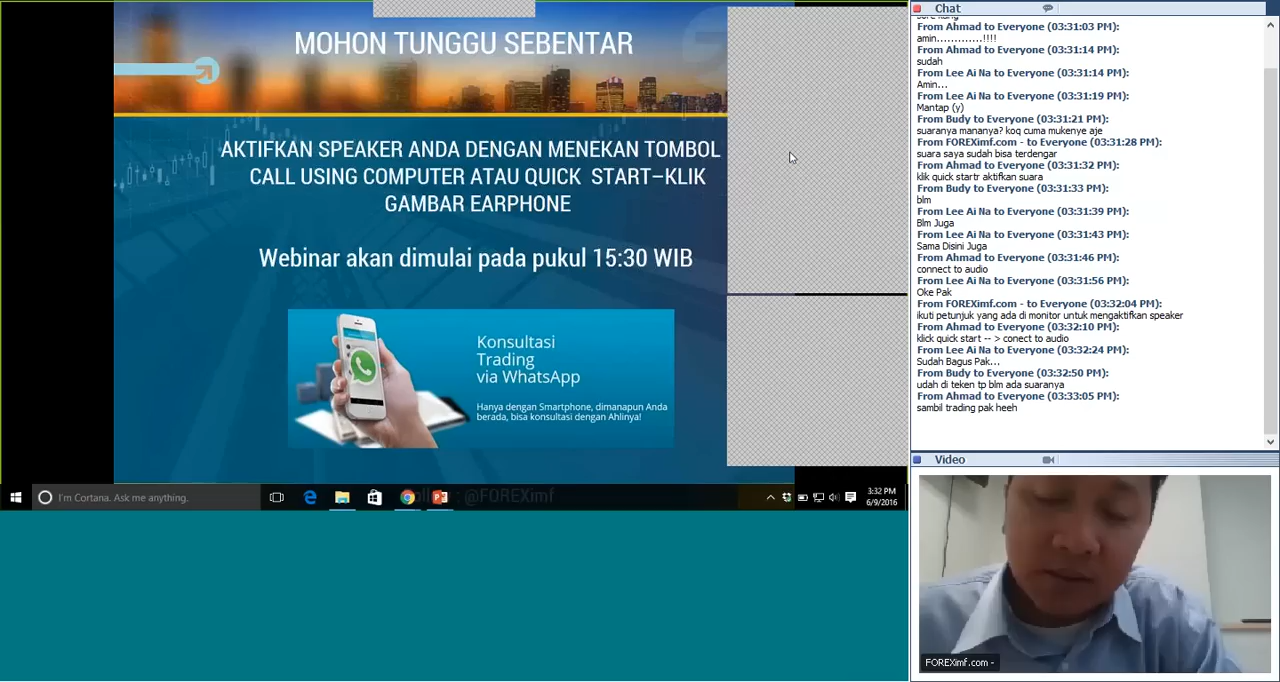 MOHON TUNGGU SEBENTAR
AKTIFKAN SPEAKER ANDA DENGAN MENEKAN TOMBOL
CALL USING COMPUTER ATAU QUICK START–KLIK
GAMBAR EARPHONE
Webinar akan dimulai pada pukul 15:30 WIB
Konsultasi
Trading
via WhatsApp
Hanya dengan Smartphone, dimanapun Anda
berada, bisa konsultasi dengan Ahlinya!
@FOREXimf
I'm Cortana. Ask me anything.
3:32 PM
6/9/2016
Chat
From Ahmad to Everyone (03:31:03 PM):
amin.............!!!!
From Ahmad to Everyone (03:31:14 PM):
sudah
From Lee Ai Na to Everyone (03:31:14 PM):
Amin...
From Lee Ai Na to Everyone (03:31:19 PM):
Mantap (y)
From Budy to Everyone (03:31:21 PM):
suaranya mananya? koq cuma mukenye aje
From FOREXimf.com - to Everyone (03:31:28 PM):
suara saya sudah bisa terdengar
From Ahmad to Everyone (03:31:32 PM):
klik quick startr aktifkan suara
From Budy to Everyone (03:31:33 PM):
blm
From Lee Ai Na to Everyone (03:31:39 PM):
Blm Juga
From Lee Ai Na to Everyone (03:31:43 PM):
Sama Disini Juga
From Ahmad to Everyone (03:31:46 PM):
connect to audio
From Lee Ai Na to Everyone (03:31:56 PM):
Oke Pak
From FOREXimf.com - to Everyone (03:32:04 PM):
ikuti petunjuk yang ada di monitor untuk mengaktifkan speaker
From Ahmad to Everyone (03:32:10 PM):
klick quick start -- > conect to audio
From Lee Ai Na to Everyone (03:32:24 PM):
Sudah Bagus Pak...
From Budy to Everyone (03:32:50 PM):
udah di teken tp blm ada suaranya
From Ahmad to Everyone (03:33:05 PM):
sambil trading pak heeh
Video
FOREXimf.com -